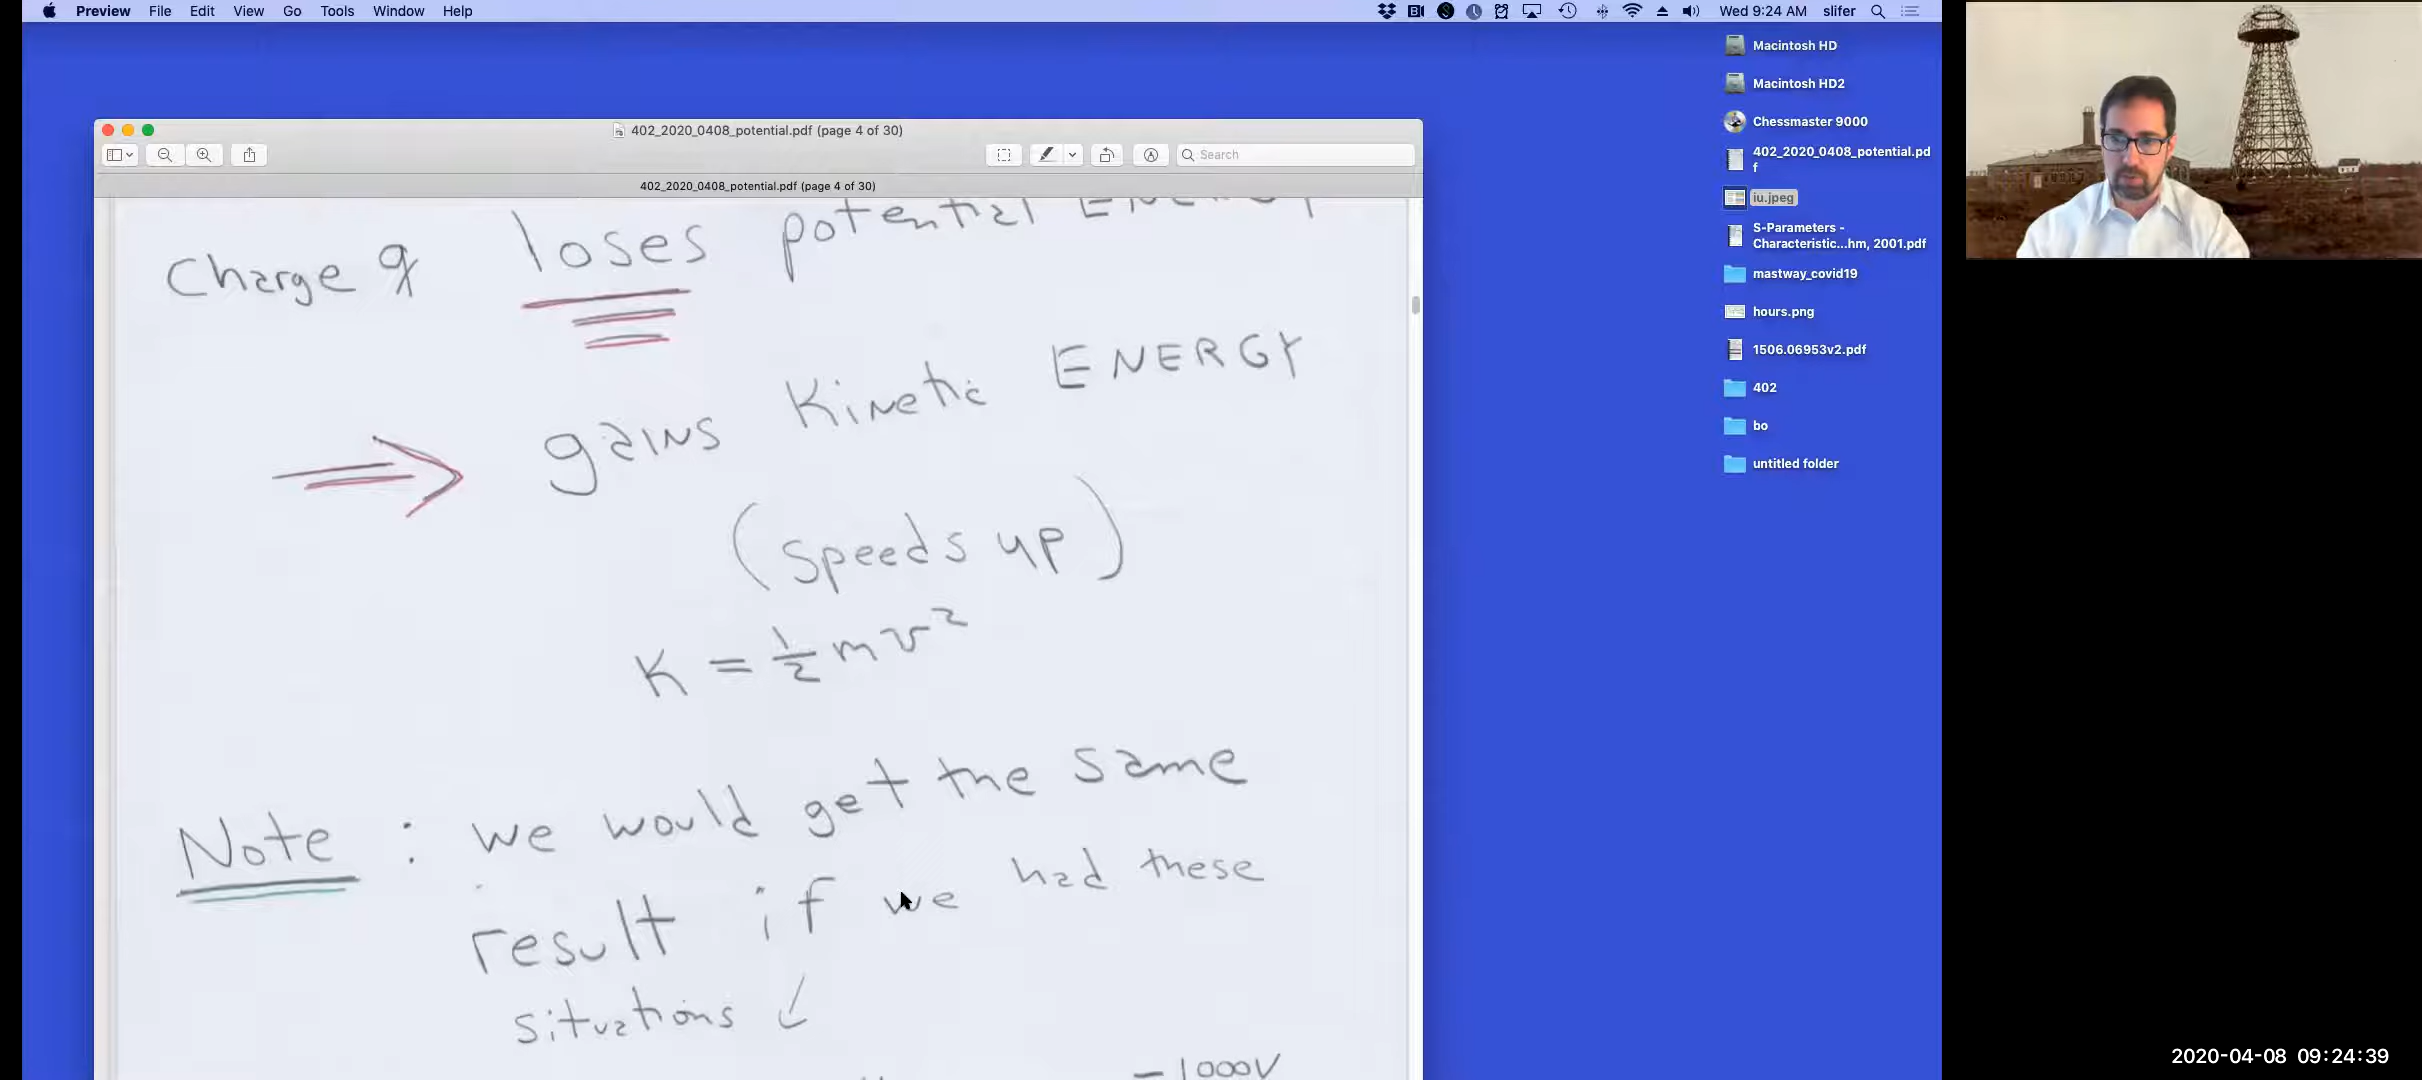 Preview File Edit View Go Tools Window Help
Wed 9:24 AM slifer
402_2020_0408_potential.pdf (page 4 of 30)
Search
402_2020_0408_potential.pdf (page 4 of 30)
Charge q loses potential ENERGY
gains Kinetic ENERGY
(speeds up)
K = ½ mv²
Note : we would get the same
result if we had these
situations
-1000V
Macintosh HD
Macintosh HD2
Chessmaster 9000
402_2020_0408_potential.pd
f
iu.jpeg
S-Parameters -
Characteristic...hm, 2001.pdf
mastway_covid19
hours.png
1506.06953v2.pdf
402
bo
untitled folder
2020-04-08 09:24:39